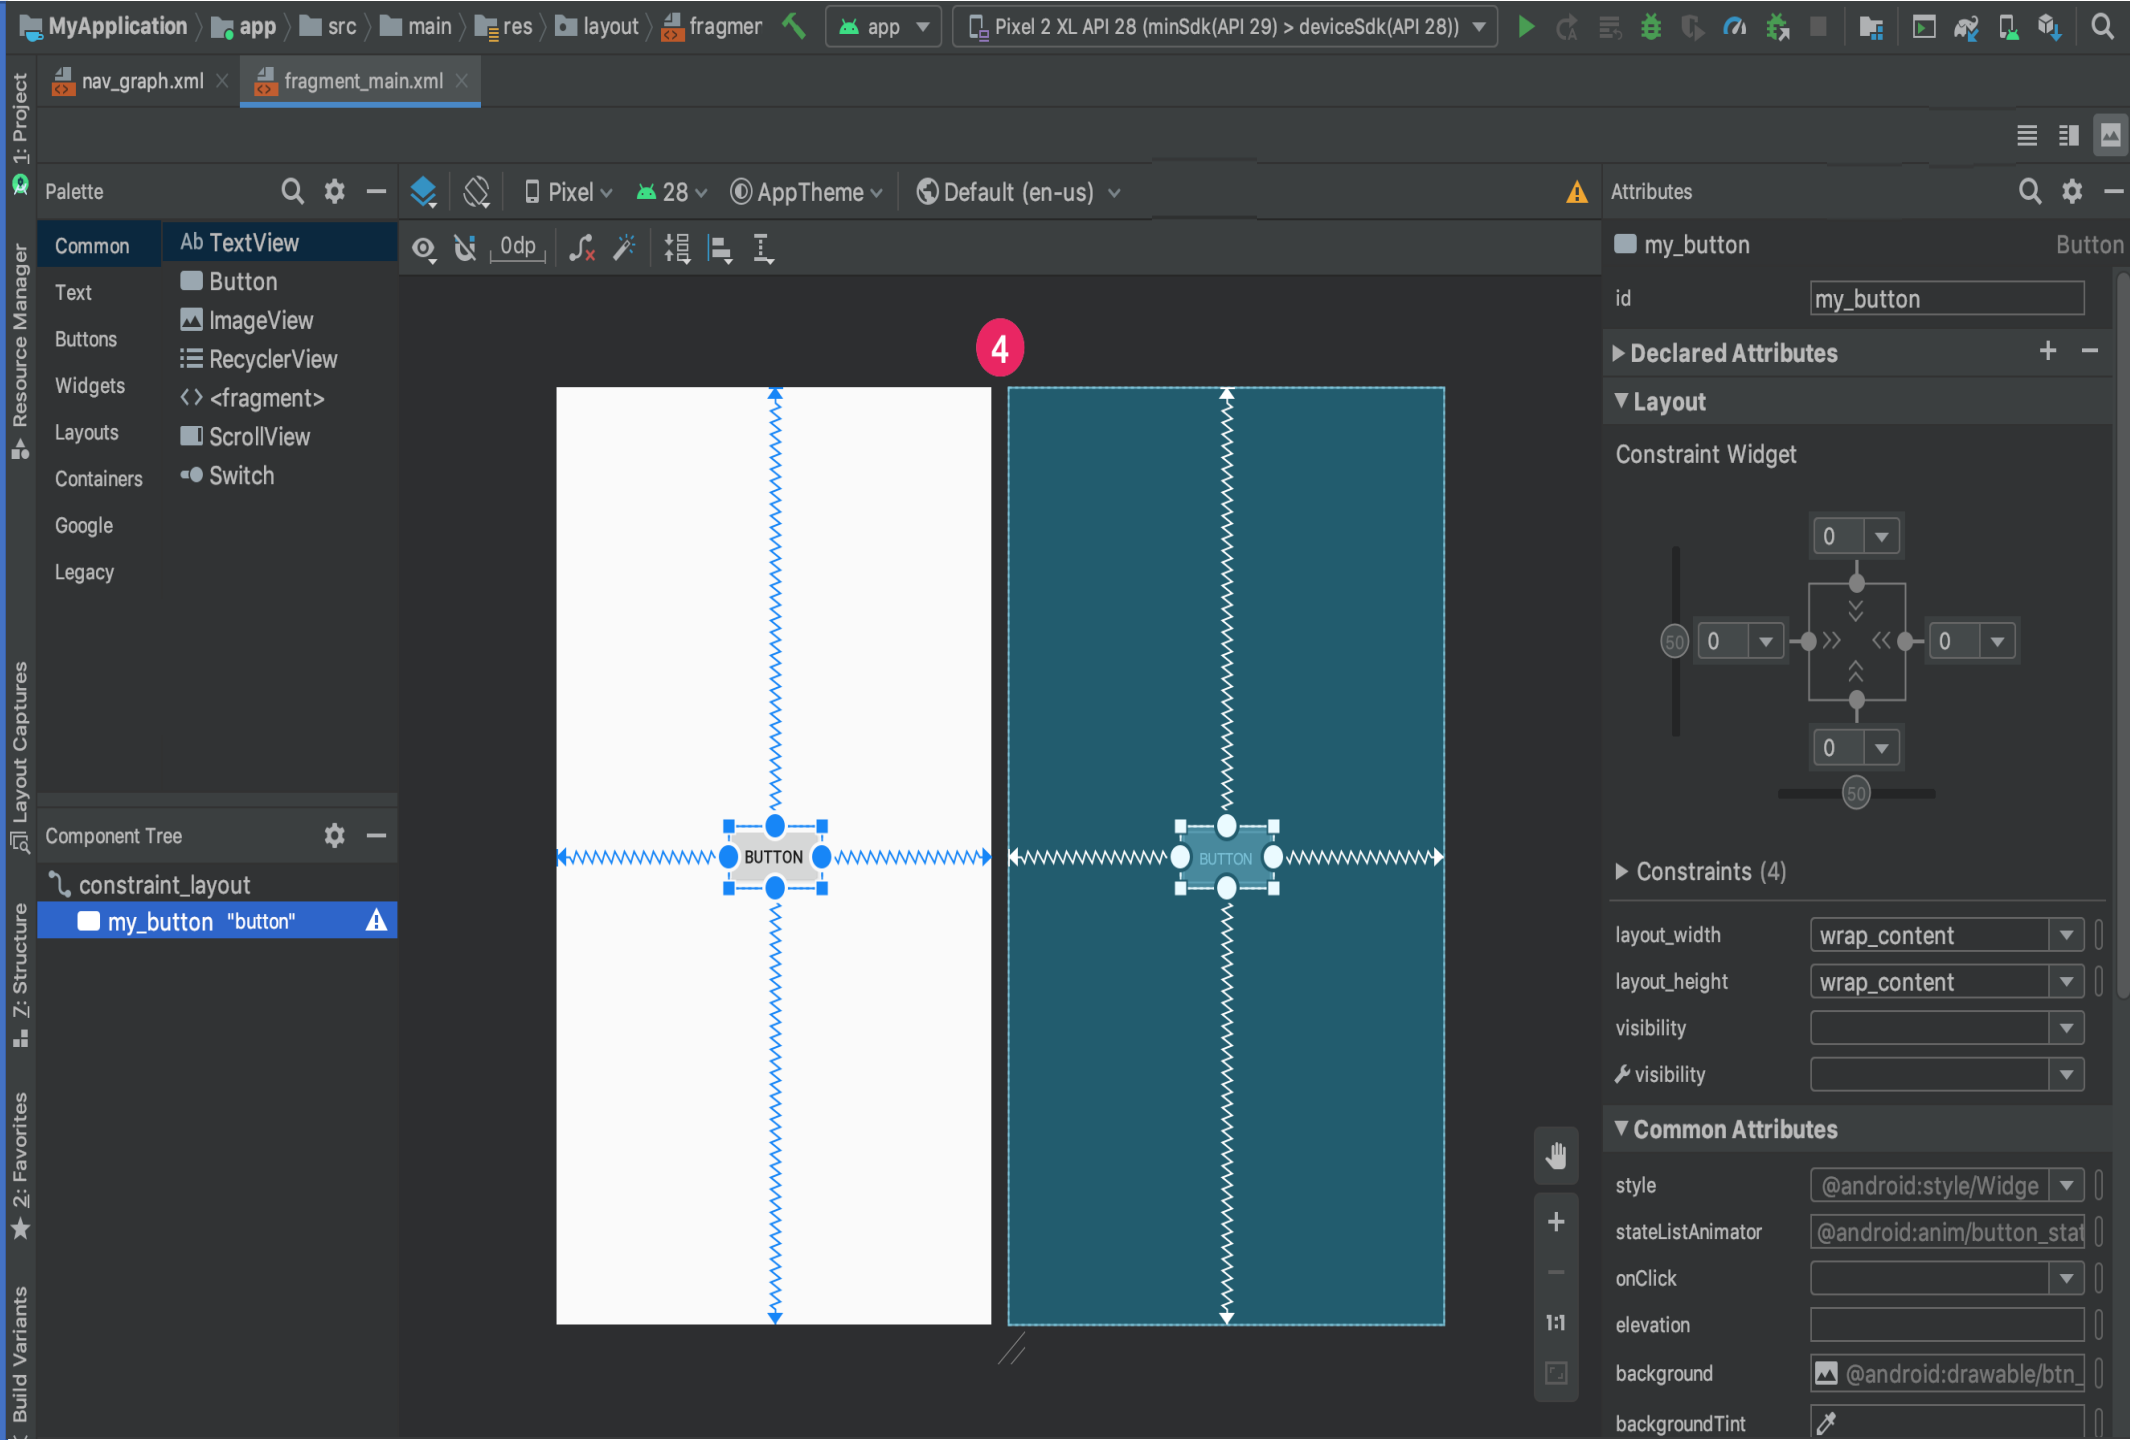 MyApplication app src main res layout fragmer app Pixel 2 XL API 28 (minSdk(API 29) > deviceSdk(API 28))
nav_graph.xml fragment_main.xml
1: Project
Resource Manager
Layout Captures
Z: Structure
2: Favorites
Build Variants
Palette
Common
Text
Buttons
Widgets
Layouts
Containers
Google
Legacy
Ab TextView
Button
ImageView
RecyclerView
<fragment>
ScrollView
Switch
Component Tree
constraint_layout
my_button "button"
Pixel 28 AppTheme Default (en-us)
0dp
4
BUTTON
BUTTON
1:1
Attributes
my_button Button
id my_button
Declared Attributes
Layout
Constraint Widget
0
50 0 0
0
50
Constraints (4)
layout_width wrap_content
layout_height wrap_content
visibility
visibility
Common Attributes
style @android:style/Widge
stateListAnimator @android:anim/button_stat
onClick
elevation
background @android:drawable/btn_
backgroundTint